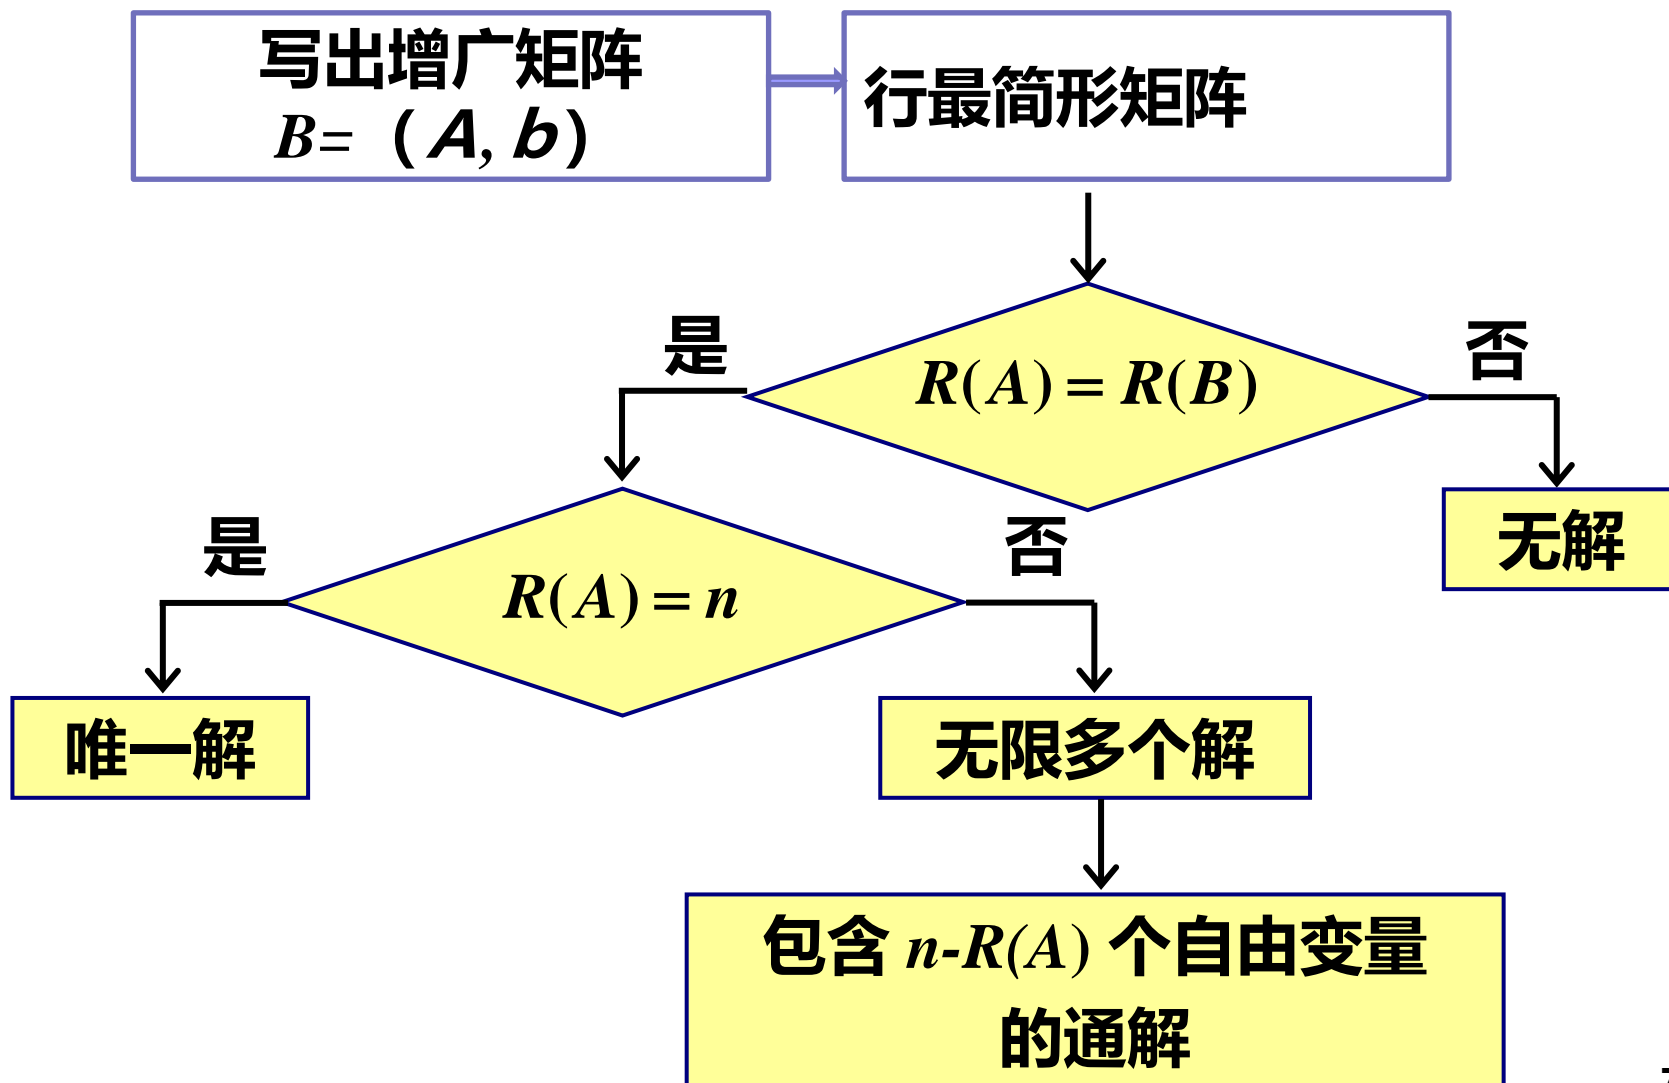 写出增广矩阵
B=（A, b）
行最简形矩阵
是
R(A) = R(B)
否
无解
是
R(A) = n
否
唯一解
无限多个解
包含 n-R(A) 个自由变量
的通解